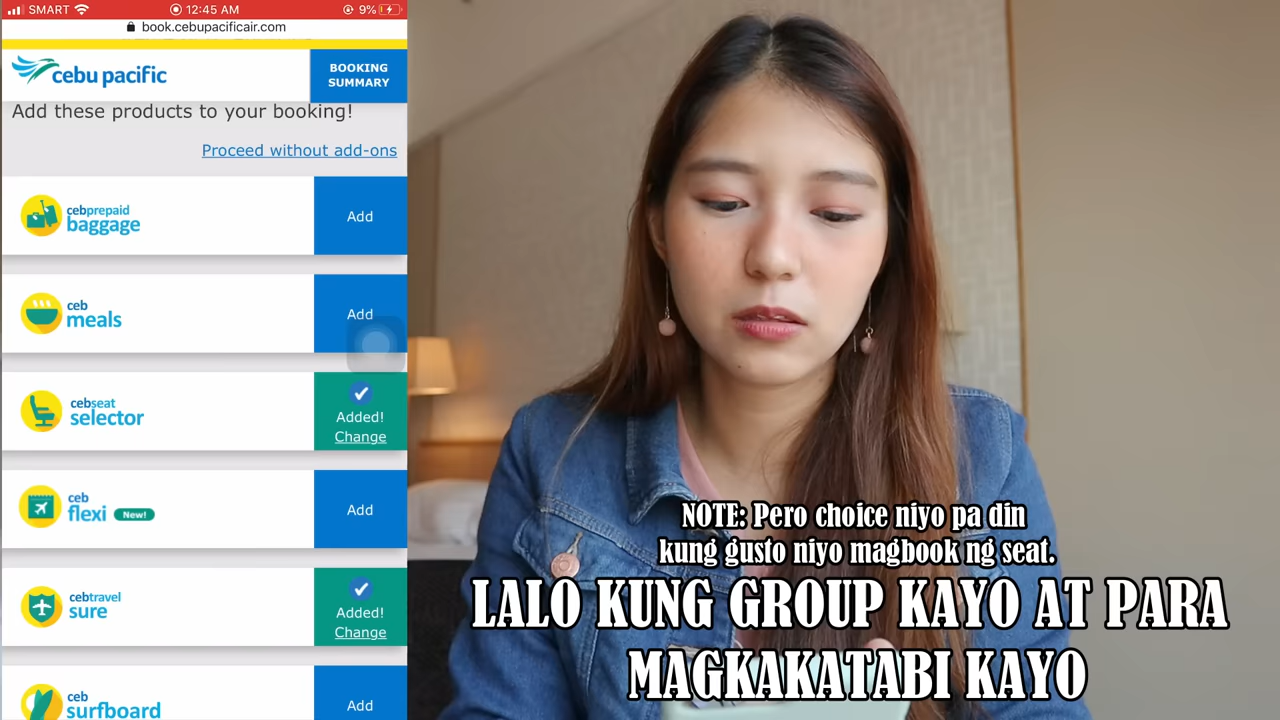 SMART 12:45 AM 9%
book.cebupacificair.com
cebu pacific
BOOKING
SUMMARY
Add these products to your booking!
Proceed without add-ons
cebprepaid
baggage
Add
ceb
meals
Add
cebseat
selector
Added!
Change
ceb
flexi New!
Add
cebtravel
sure
Added!
Change
ceb
surfboard
Add
NOTE: Pero choice niyo pa din
kung gusto niyo magbook ng seat.
LALO KUNG GROUP KAYO AT PARA
MAGKAKATABI KAYO